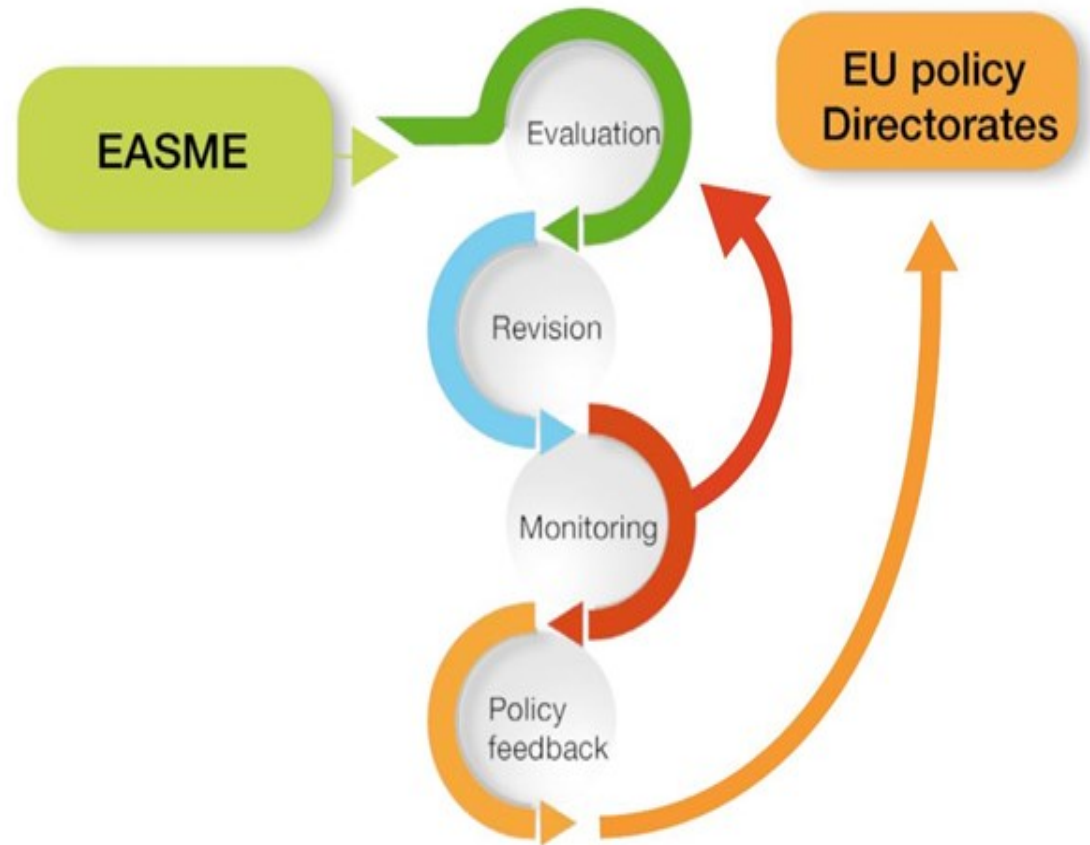 EASME
EU policy
Directorates
Evaluation
Revision
Monitoring
Policy
feedback